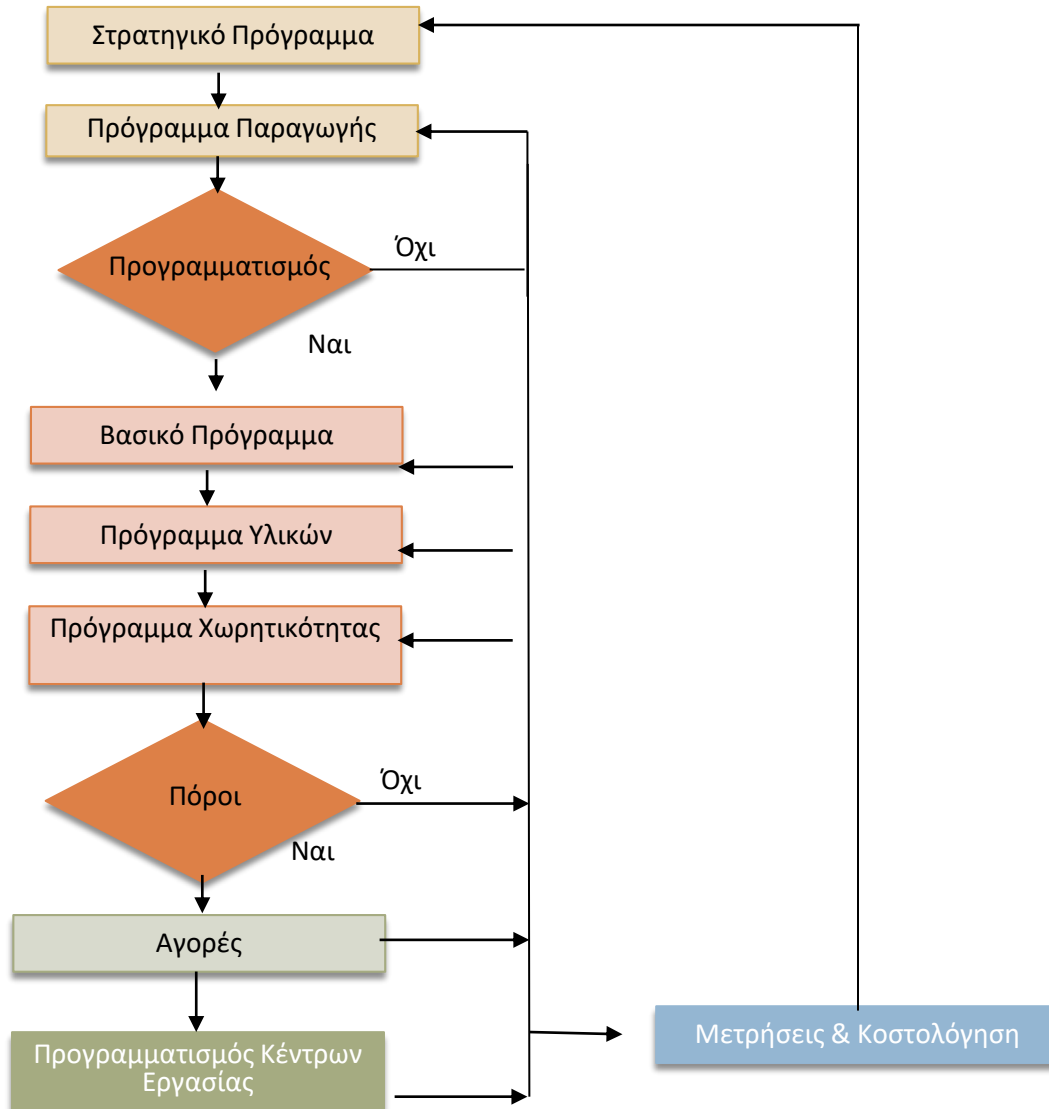 Στρατηγικό Πρόγραμμα
Πρόγραμμα Παραγωγής
Προγραμματισμός
Όχι
Ναι
Βασικό Πρόγραμμα
Πρόγραμμα Υλικών
Πρόγραμμα Χωρητικότητας
Πόροι
Όχι
Ναι
Αγορές
Προγραμματισμός Κέντρων
Εργασίας
Μετρήσεις & Κοστολόγηση